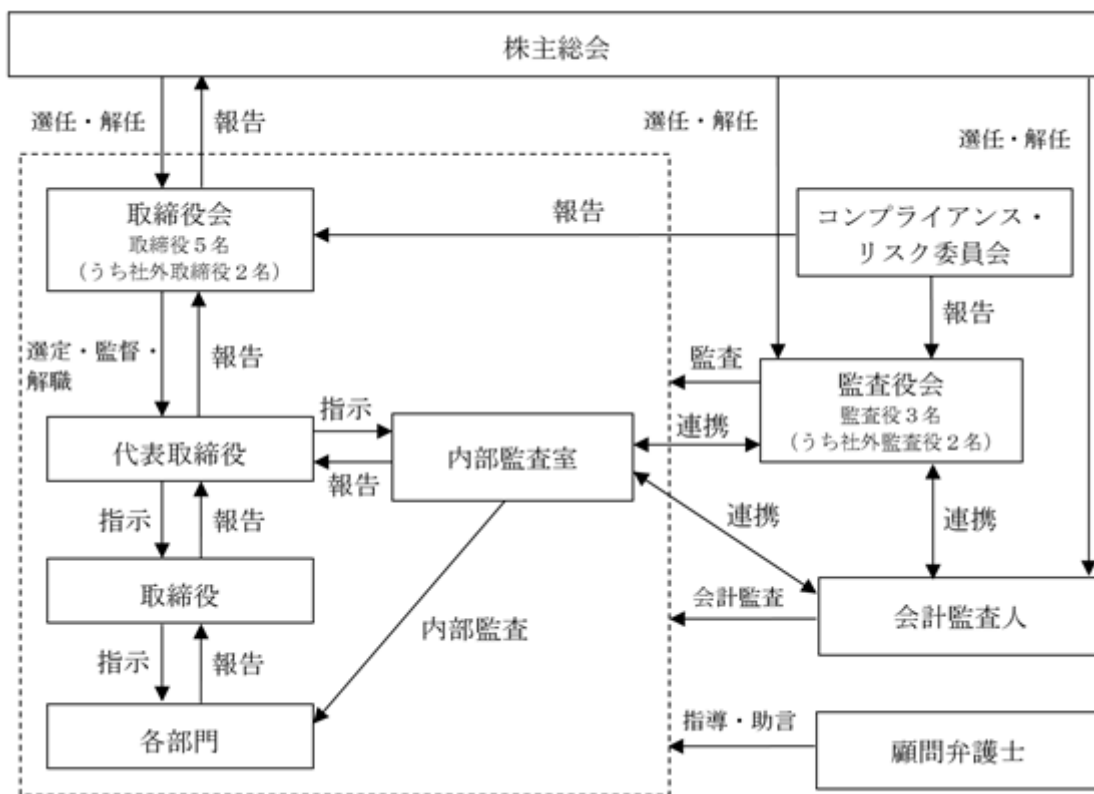 株主総会
選任・解任
報告
選任・解任
選任・解任
取締役会
取締役5名
（うち社外取締役2名）
報告
コンプライアンス・
リスク委員会
報告
選定・監督・
解職
報告
監査
監査役会
監査役3名
（うち社外監査役2名）
代表取締役
指示
報告
内部監査室
連携
指示
報告
連携
連携
取締役
内部監査
会計監査
会計監査人
指示
報告
各部門
指導・助言
顧問弁護士